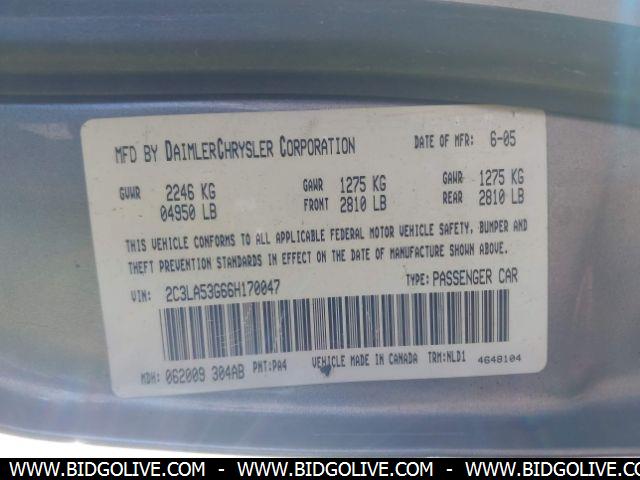 MFD BY DAIMLERCHRYSLER CORPORATION DATE OF MFR: 6-05
GVWR 2246 KG GAWR 1275 KG GAWR 1275 KG
04950 LB FRONT 2810 LB REAR 2810 LB
THIS VEHICLE CONFORMS TO ALL APPLICABLE FEDERAL MOTOR VEHICLE SAFETY, BUMPER AND
THEFT PREVENTION STANDARDS IN EFFECT ON THE DATE OF MANUFACTURE SHOWN ABOVE.
VIN: 2C3LA53G66H170047 TYPE: PASSENGER CAR
MDH: 062009 304AB PNT: PA4 VEHICLE MADE IN CANADA TRM: NLD1 4648104
WWW.BIDGOLIVE.COM - WWW.BIDGOLIVE.COM - WWW.BIDGOLIVE.COM